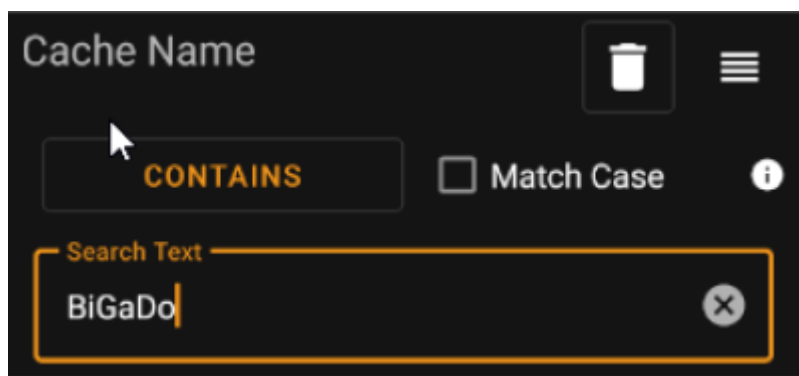 Cache Name
CONTAINS
Match Case
Search Text
BiGaDo